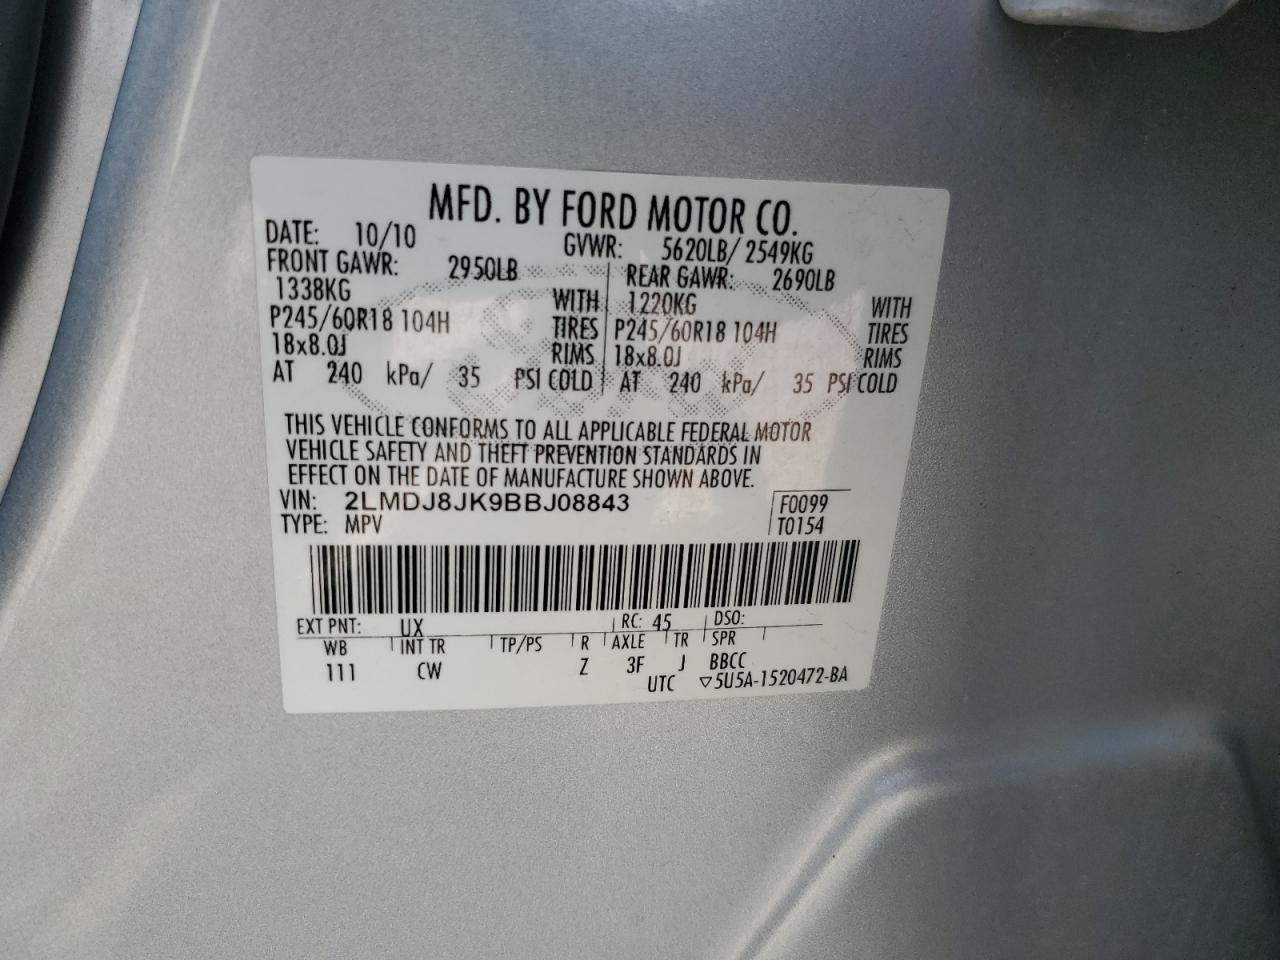 MFD. BY FORD MOTOR CO.
DATE: 10/10 GVWR: 5620LB/ 2549KG
FRONT GAWR: 2950LB REAR GAWR: 2690LB
1338KG WITH 1220KG WITH
P245/60R18 104H TIRES P245/60R18 104H TIRES
18x8.0J RIMS 18x8.0J RIMS
AT 240 kPa/ 35 PSI COLD AT 240 kPa/ 35 PSI COLD
THIS VEHICLE CONFORMS TO ALL APPLICABLE FEDERAL MOTOR
VEHICLE SAFETY AND THEFT PREVENTION STANDARDS IN
EFFECT ON THE DATE OF MANUFACTURE SHOWN ABOVE.
VIN: 2LMDJ8JK9BBJ08843 F0099
TYPE: MPV T0154
EXT PNT: UX RC: 45 DSO:
WB INT TR TP/PS R AXLE TR SPR
111 CW Z 3F J BBCC
UTC ▽5U5A-1520472-BA